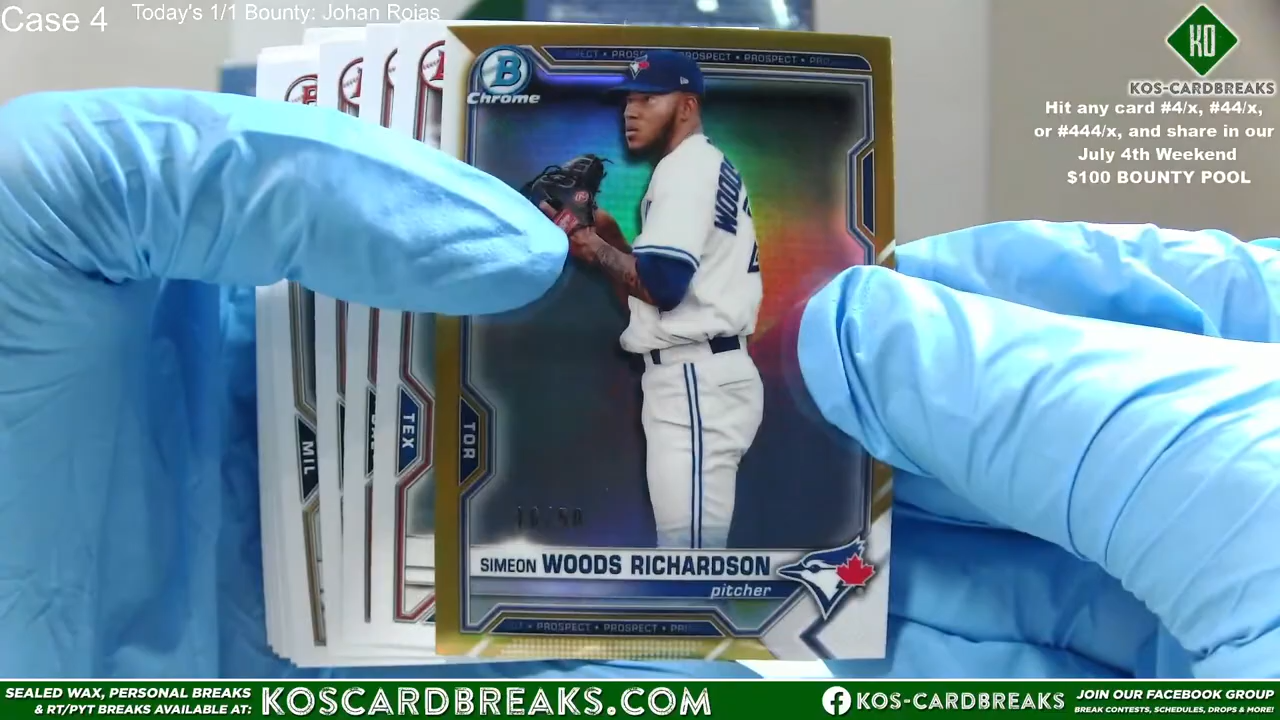 Case 4
Today's 1/1 Bounty: Johan Rojas
KO
KOS-CARDBREAKS
Hit any card #4/x, #44/x,
or #444/x, and share in our
July 4th Weekend
$100 BOUNTY POOL
PROSPECT • PROSPECT
B
Chrome
WOODS
MIL
TEX
TOR
SIMEON WOODS RICHARDSON
pitcher
• PROSPECT • PROSPECT •
SEALED WAX, PERSONAL BREAKS
& RT/PYT BREAKS AVAILABLE AT:
KOSCARDBREAKS.COM
KOS-CARDBREAKS
JOIN OUR FACEBOOK GROUP
BREAK CONTESTS, SCHEDULES, DROPS & MORE!